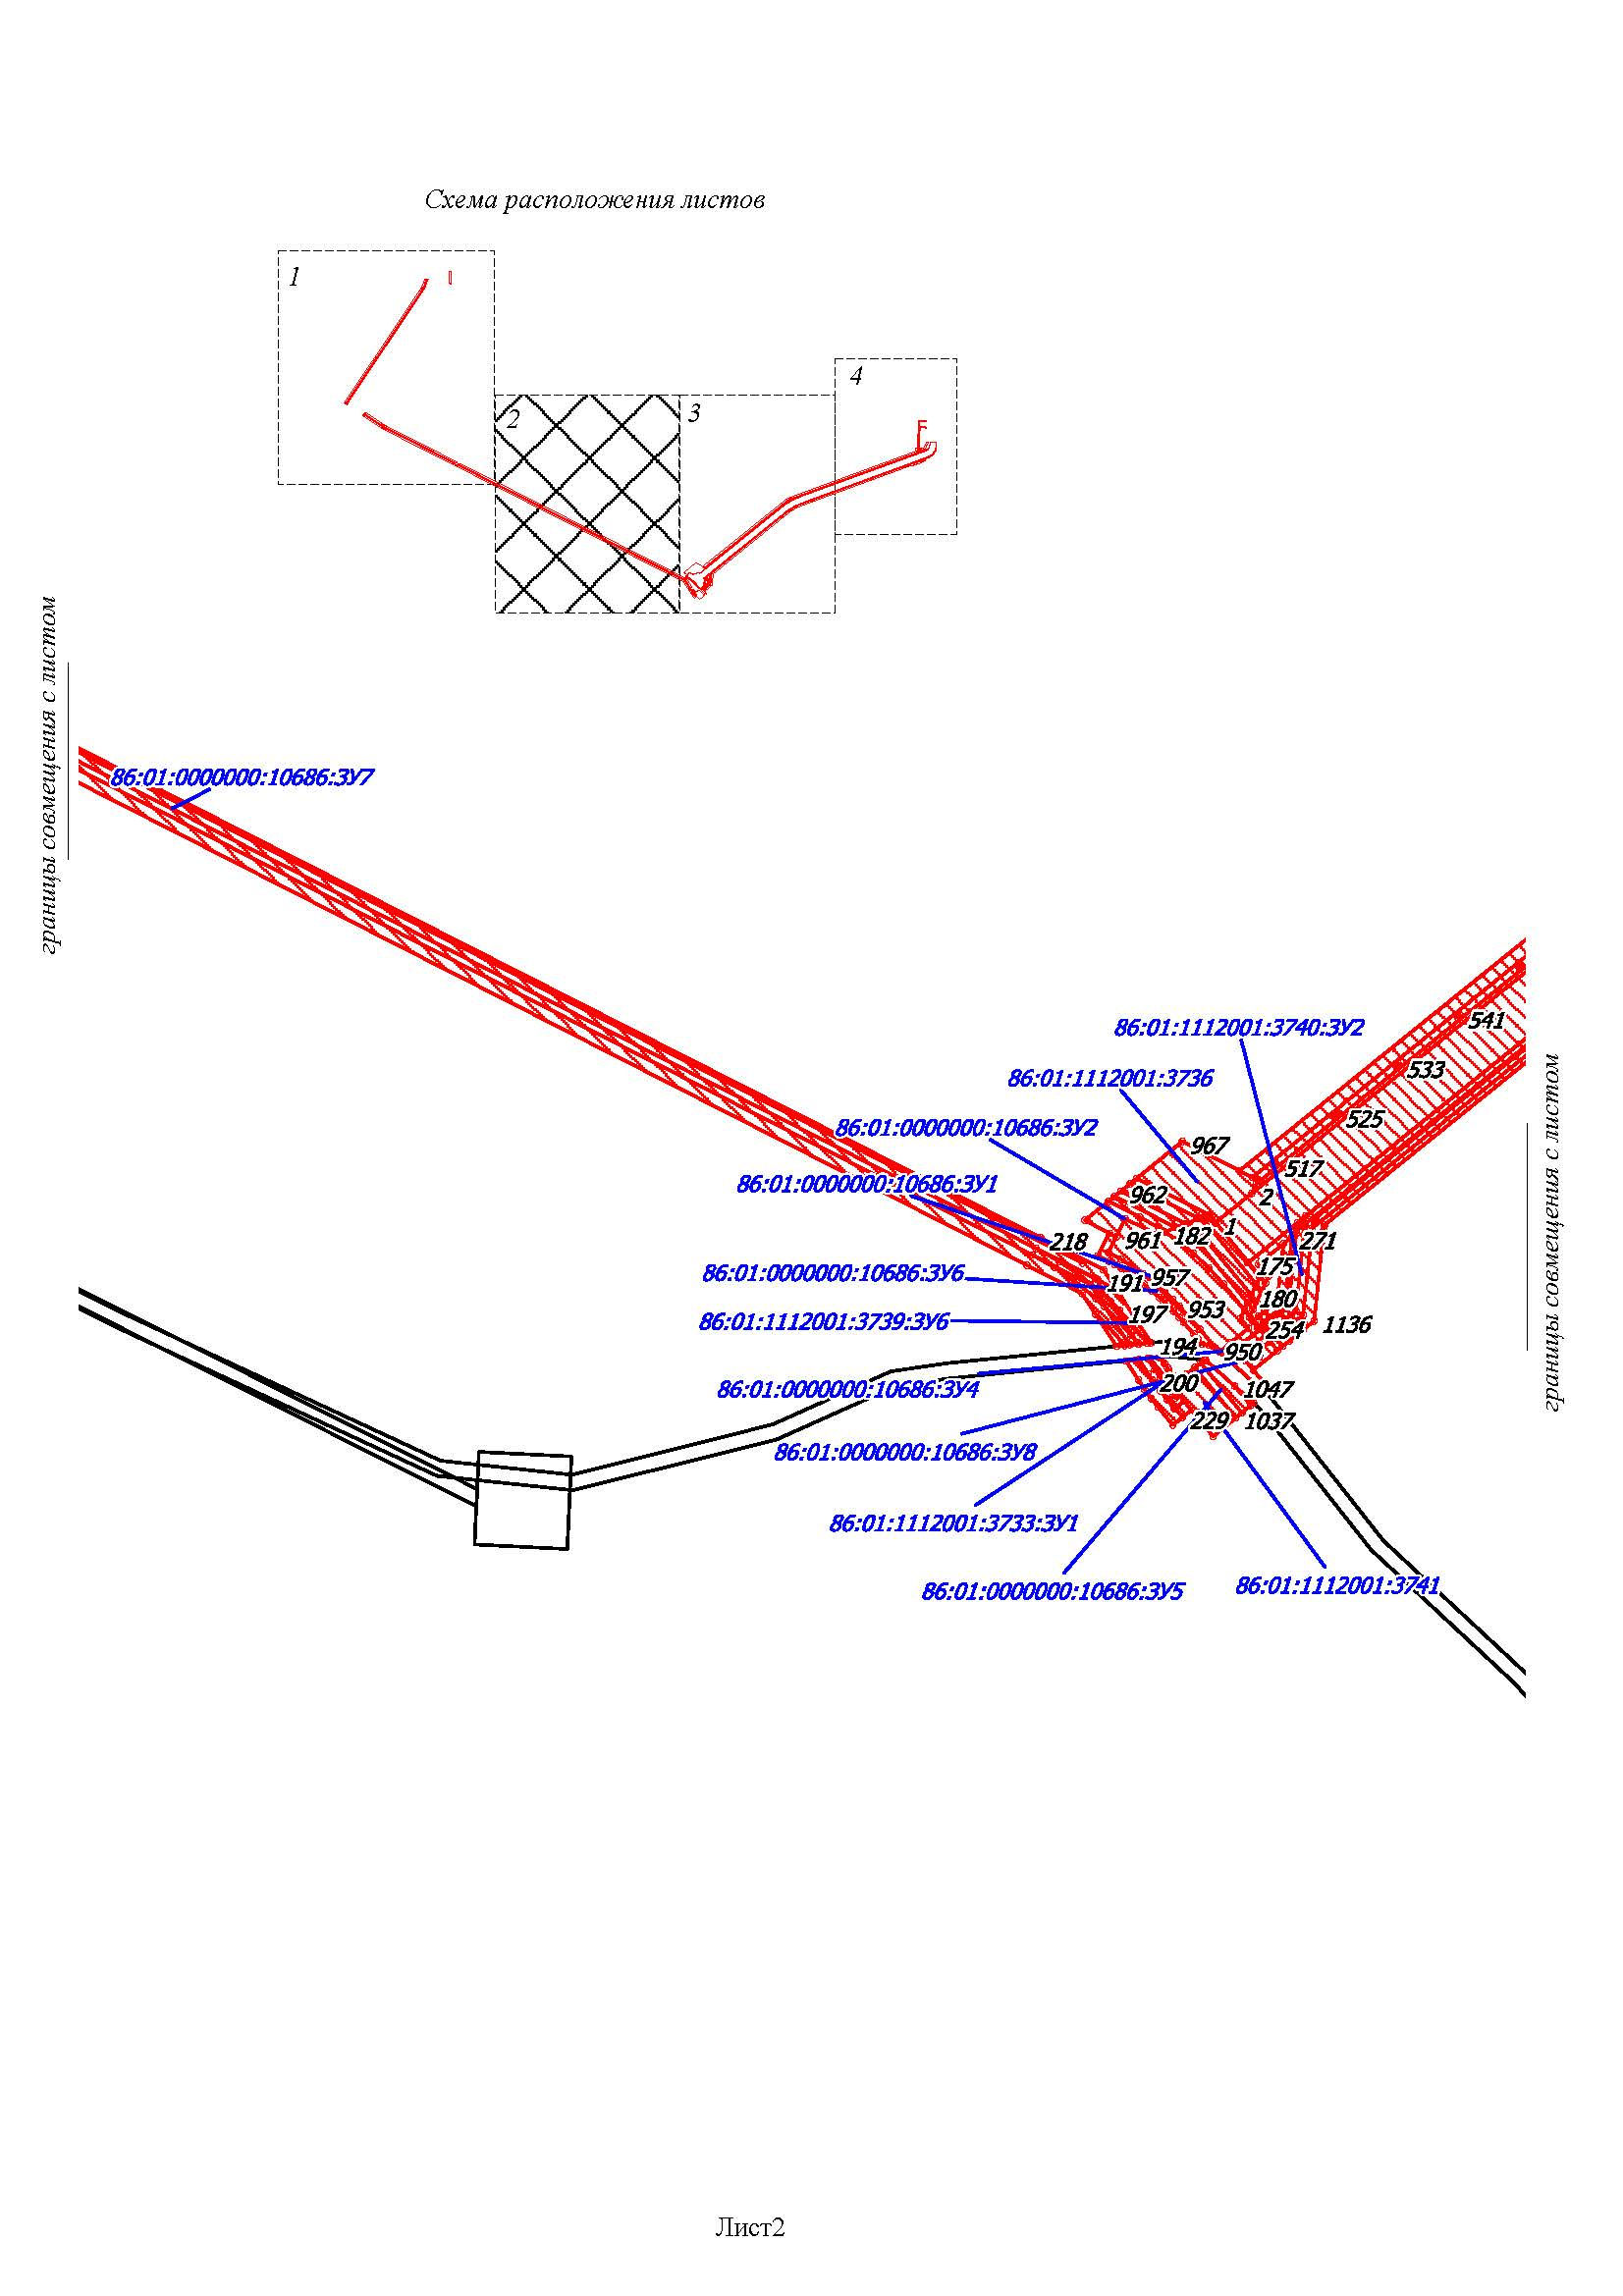 Схема расположения листов
1
2
3
4
границы совмещения с листом
86:01:0000000:10686:ЗУ7
541
86:01:1112001:3740:ЗУ2
533
86:01:1112001:3736
525
86:01:0000000:10686:ЗУ2
967
517
86:01:0000000:10686:ЗУ1
962
2
1
182
218
961
271
175
86:01:0000000:10686:ЗУ6
191
957
180
953
197
86:01:1112001:3739:ЗУ6
254
1136
194
950
86:01:0000000:10686:ЗУ4
200
1047
229
1037
86:01:0000000:10686:ЗУ8
86:01:1112001:3733:ЗУ1
86:01:0000000:10686:ЗУ5
86:01:1112001:3741
границы совмещения с листом
Лист2